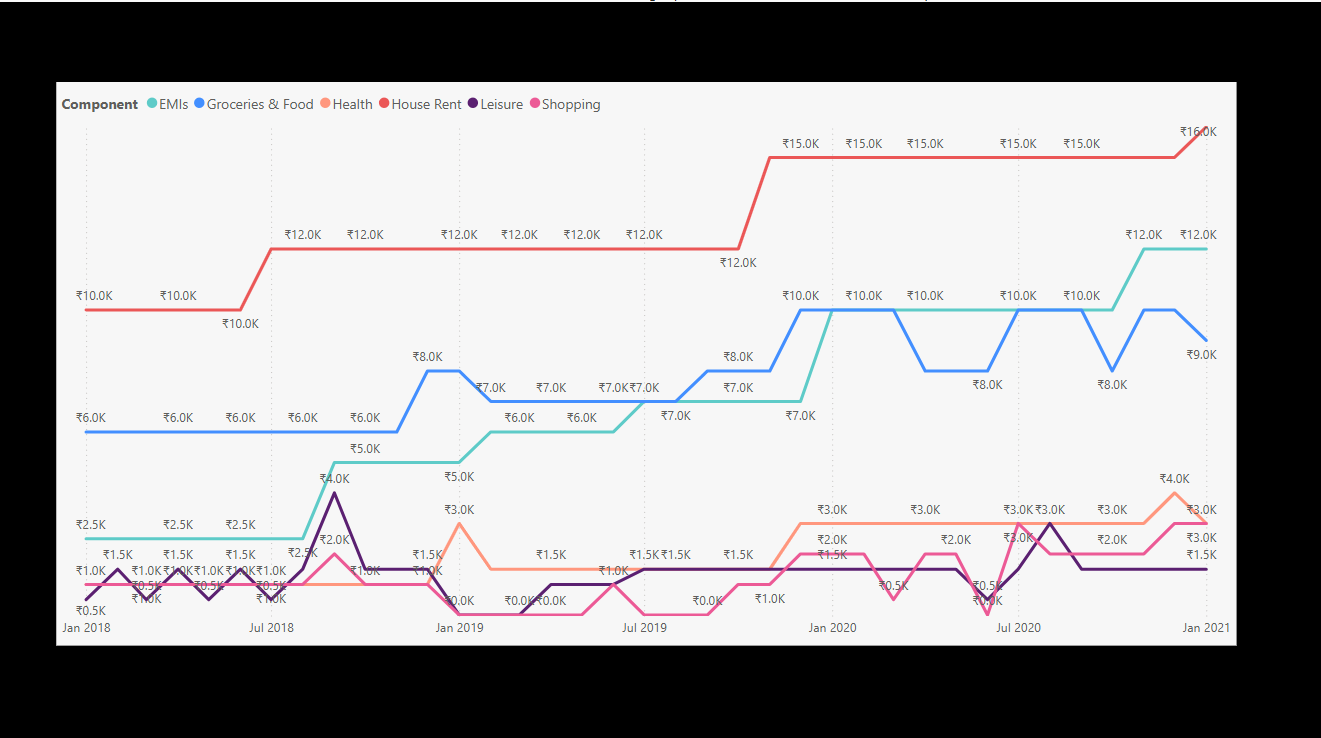 Component EMIs Groceries & Food Health House Rent Leisure Shopping
₹16.0K
₹15.0K ₹15.0K ₹15.0K ₹15.0K ₹15.0K
₹12.0K ₹12.0K ₹12.0K ₹12.0K ₹12.0K ₹12.0K ₹12.0K ₹12.0K
₹12.0K
₹10.0K ₹10.0K ₹10.0K ₹10.0K ₹10.0K ₹10.0K ₹10.0K
₹10.0K
₹8.0K ₹8.0K ₹9.0K
₹7.0K ₹7.0K ₹7.0K ₹7.0K ₹7.0K ₹8.0K ₹8.0K
₹6.0K ₹6.0K ₹6.0K ₹6.0K ₹6.0K ₹6.0K ₹6.0K ₹7.0K ₹7.0K
₹5.0K
₹4.0K ₹5.0K ₹4.0K
₹3.0K ₹3.0K ₹3.0K ₹3.0K ₹3.0K ₹3.0K ₹3.0K
₹2.5K ₹2.5K ₹2.5K
₹2.0K ₹2.0K ₹2.0K ₹3.0K ₹2.0K ₹3.0K
₹1.5K ₹1.5K ₹1.5K ₹2.5K ₹1.5K ₹1.5K ₹1.5K ₹1.5K ₹1.5K ₹1.5K ₹1.5K
₹1.0K ₹1.0K ₹1.0K ₹1.0K ₹1.0K ₹1.0K ₹1.0K ₹1.0K ₹1.0K
₹0.5K ₹0.5K ₹0.5K ₹0.5K ₹0.5K
₹1.0K ₹1.0K ₹0.0K ₹0.0K ₹0.0K ₹0.0K ₹1.0K ₹0.0K
₹0.5K
Jan 2018 Jul 2018 Jan 2019 Jul 2019 Jan 2020 Jul 2020 Jan 2021